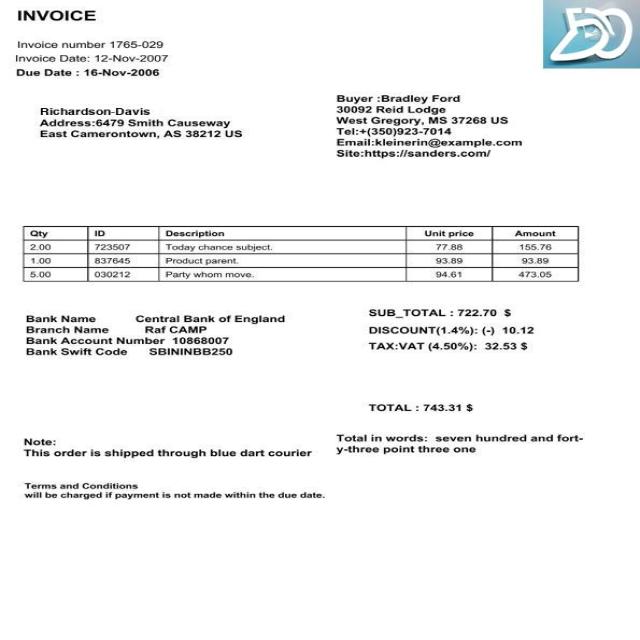 INVOICE
Invoice number 1765-029
Invoice Date: 12-Nov-2007
Due Date : 16-Nov-2006
Richardson-Davis
Address:6479 Smith Causeway
East Camerontown, AS 38212 US
Buyer :Bradley Ford
30092 Reid Lodge
West Gregory, MS 37268 US
Tel:+(350)923-7014
Email:kleinerin@example.com
Site:https://sanders.com/
Qty ID Description Unit price Amount
2.00 723507 Today chance subject. 77.88 155.76
1.00 837645 Product parent. 93.89 93.89
5.00 030212 Party whom move. 94.61 473.05
Bank Name Central Bank of England
Branch Name Raf CAMP
Bank Account Number 10868007
Bank Swift Code SBININBB250
SUB_TOTAL : 722.70 $
DISCOUNT(1.4%): (-) 10.12
TAX:VAT (4.50%): 32.53 $
TOTAL : 743.31 $
Note:
This order is shipped through blue dart courier
Total in words: seven hundred and fort-
y-three point three one
Terms and Conditions
will be charged if payment is not made within the due date.